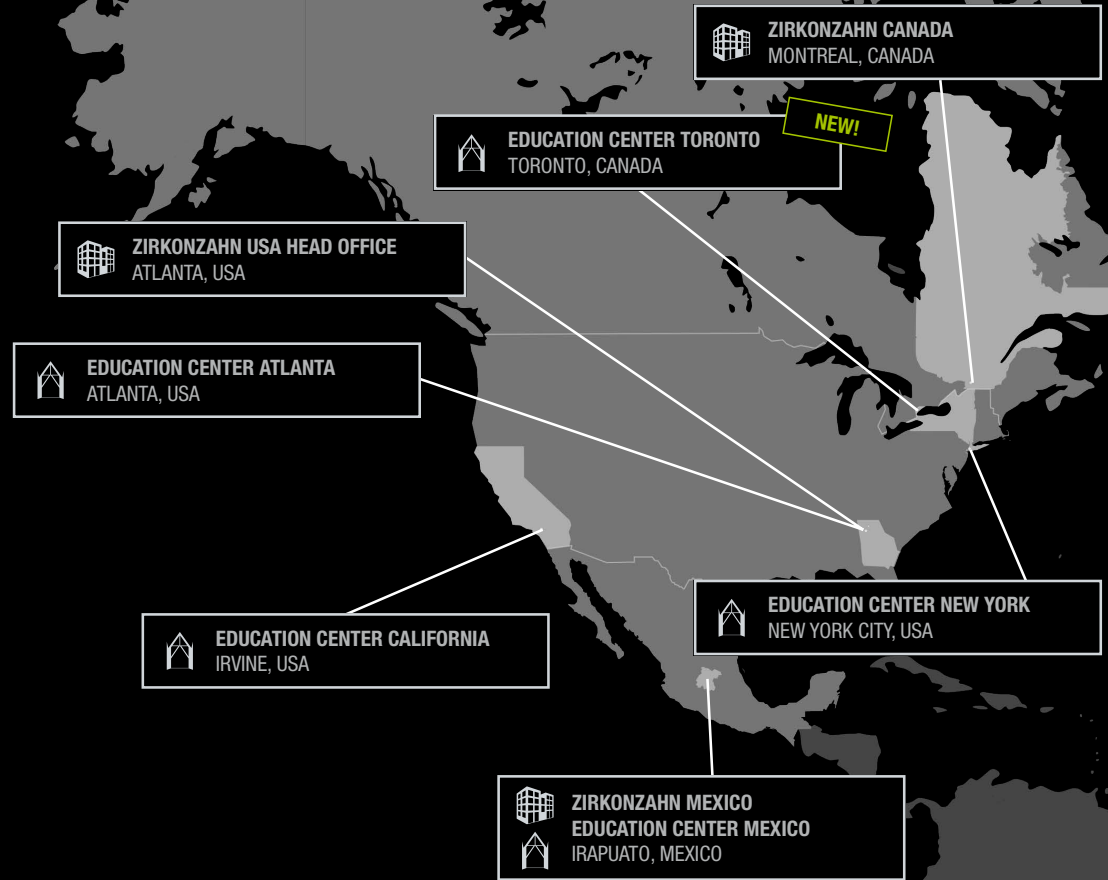 ZIRKONZAHN CANADA
MONTREAL, CANADA
NEW!
EDUCATION CENTER TORONTO
TORONTO, CANADA
ZIRKONZAHN USA HEAD OFFICE
ATLANTA, USA
EDUCATION CENTER ATLANTA
ATLANTA, USA
EDUCATION CENTER NEW YORK
NEW YORK CITY, USA
EDUCATION CENTER CALIFORNIA
IRVINE, USA
ZIRKONZAHN MEXICO
EDUCATION CENTER MEXICO
IRAPUATO, MEXICO